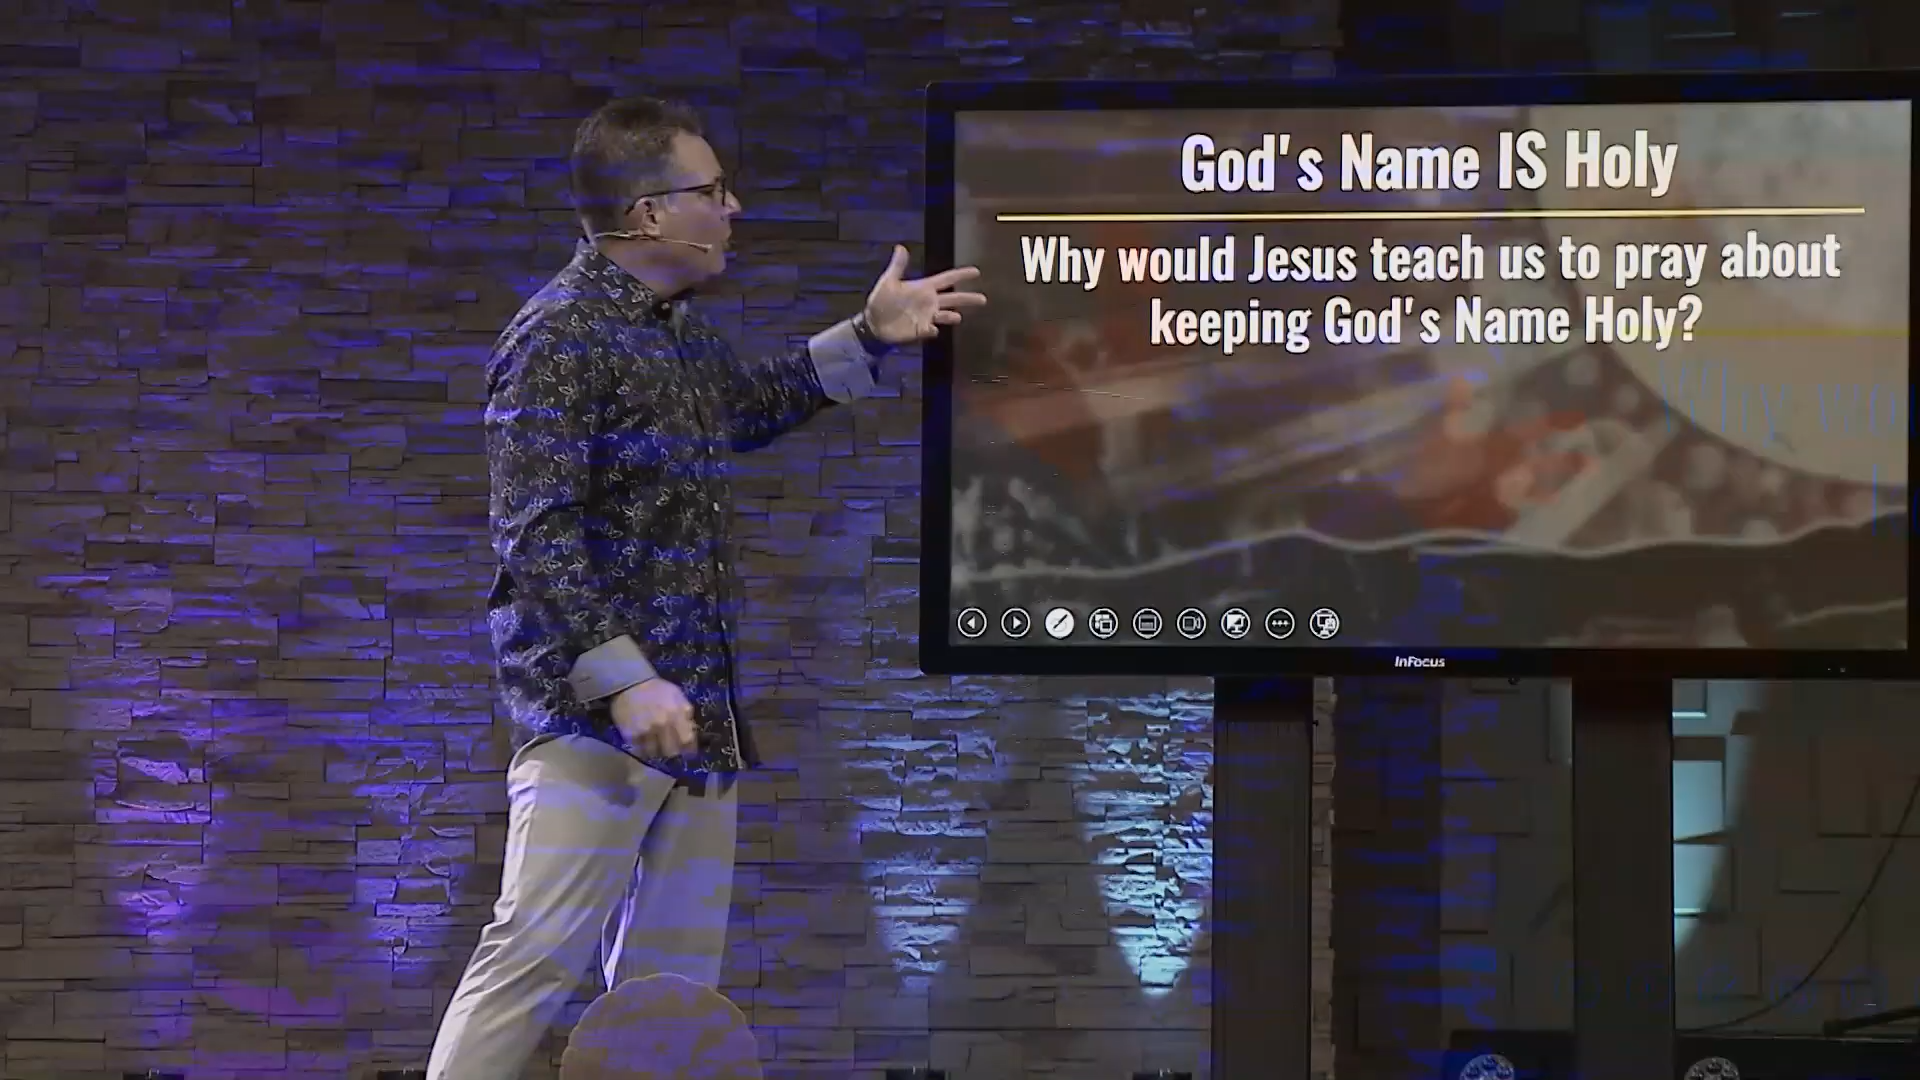 God's Name IS Holy
Why would Jesus teach us to pray about
keeping God's Name Holy?
InFocus